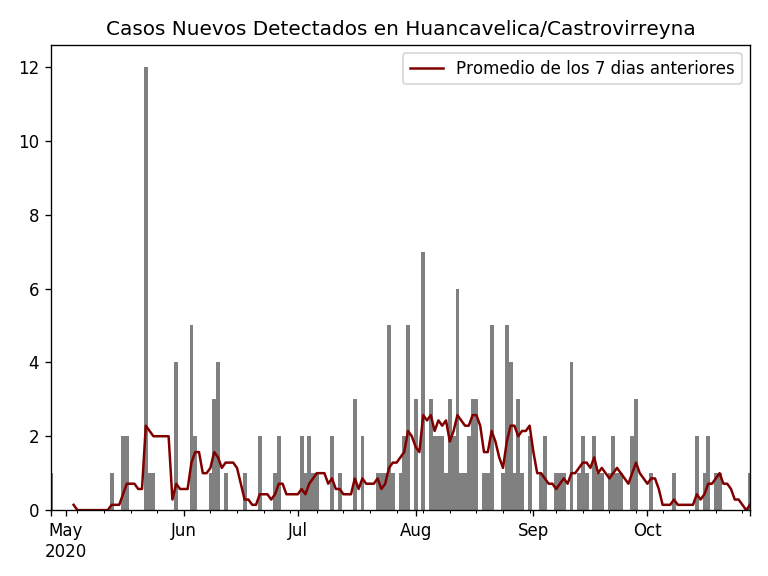 Casos Nuevos Detectados en Huancavelica/Castrovirreyna
Promedio de los 7 dias anteriores
12
10
8
6
4
2
0
May Jun Jul Aug Sep Oct
2020